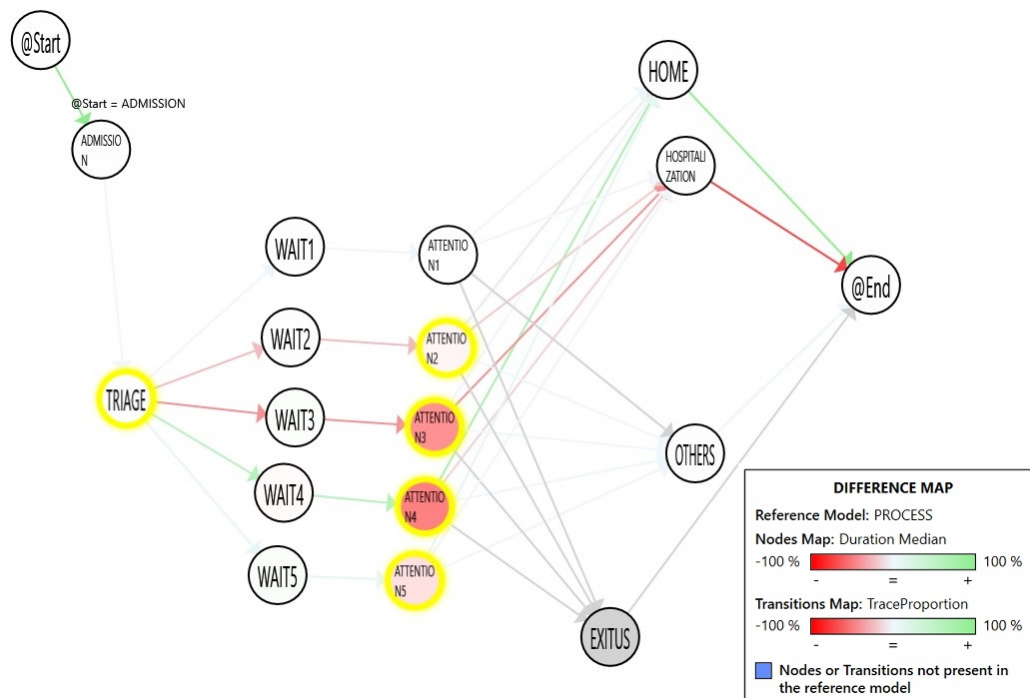 @Start
@Start = ADMISSION
ADMISSIO
N
HOME
HOSPITALI
ZATION
WAIT1
ATTENTIO
N1
@End
WAIT2
ATTENTIO
N2
TRIAGE
WAIT3
ATTENTIO
N3
OTHERS
WAIT4
ATTENTIO
N4
WAIT5
ATTENTIO
N5
EXITUS
DIFFERENCE MAP
Reference Model: PROCESS
Nodes Map: Duration Median
-100 % 100 %
- = +
Transitions Map: TraceProportion
-100 % 100 %
- = +
Nodes or Transitions not present in
the reference model